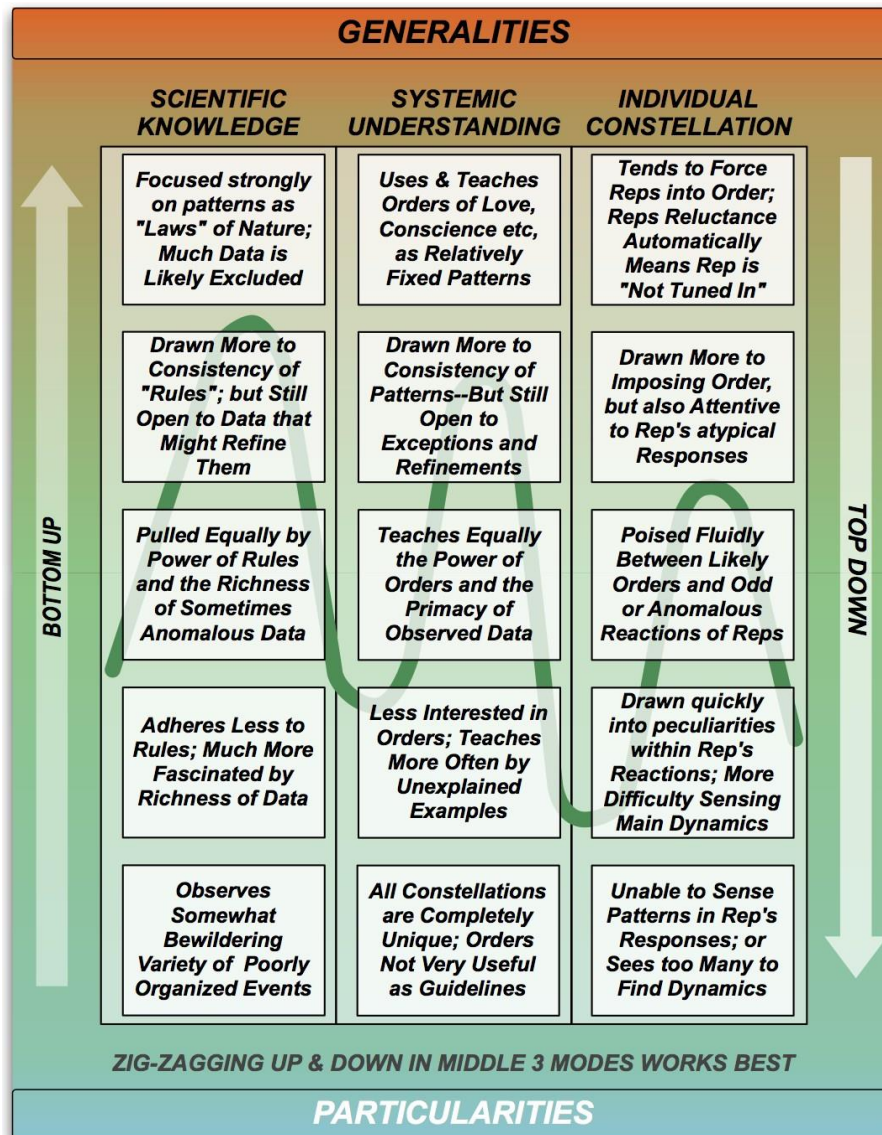 GENERALITIES
SCIENTIFIC
KNOWLEDGE
SYSTEMIC
UNDERSTANDING
INDIVIDUAL
CONSTELLATION
Focused strongly
on patterns as
"Laws" of Nature;
Much Data is
Likely Excluded
Uses & Teaches
Orders of Love,
Conscience etc,
as Relatively
Fixed Patterns
Tends to Force
Reps into Order;
Reps Reluctance
Automatically
Means Rep is
"Not Tuned In"
Drawn More to
Consistency of
"Rules"; but Still
Open to Data that
Might Refine
Them
Drawn More to
Consistency of
Patterns--But Still
Open to
Exceptions and
Refinements
Drawn More to
Imposing Order,
but also Attentive
to Rep's atypical
Responses
BOTTOM UP
Pulled Equally by
Power of Rules
and the Richness
of Sometimes
Anomalous Data
Teaches Equally
the Power of
Orders and the
Primacy of
Observed Data
Poised Fluidly
Between Likely
Orders and Odd
or Anomalous
Reactions of Reps
TOP DOWN
Adheres Less to
Rules; Much More
Fascinated by
Richness of Data
Less Interested in
Orders; Teaches
More Often by
Unexplained
Examples
Drawn quickly
into peculiarities
within Rep's
Reactions; More
Difficulty Sensing
Main Dynamics
Observes
Somewhat
Bewildering
Variety of Poorly
Organized Events
All Constellations
are Completely
Unique; Orders
Not Very Useful
as Guidelines
Unable to Sense
Patterns in Rep's
Responses; or
Sees too Many to
Find Dynamics
ZIG-ZAGGING UP & DOWN IN MIDDLE 3 MODES WORKS BEST
PARTICULARITIES